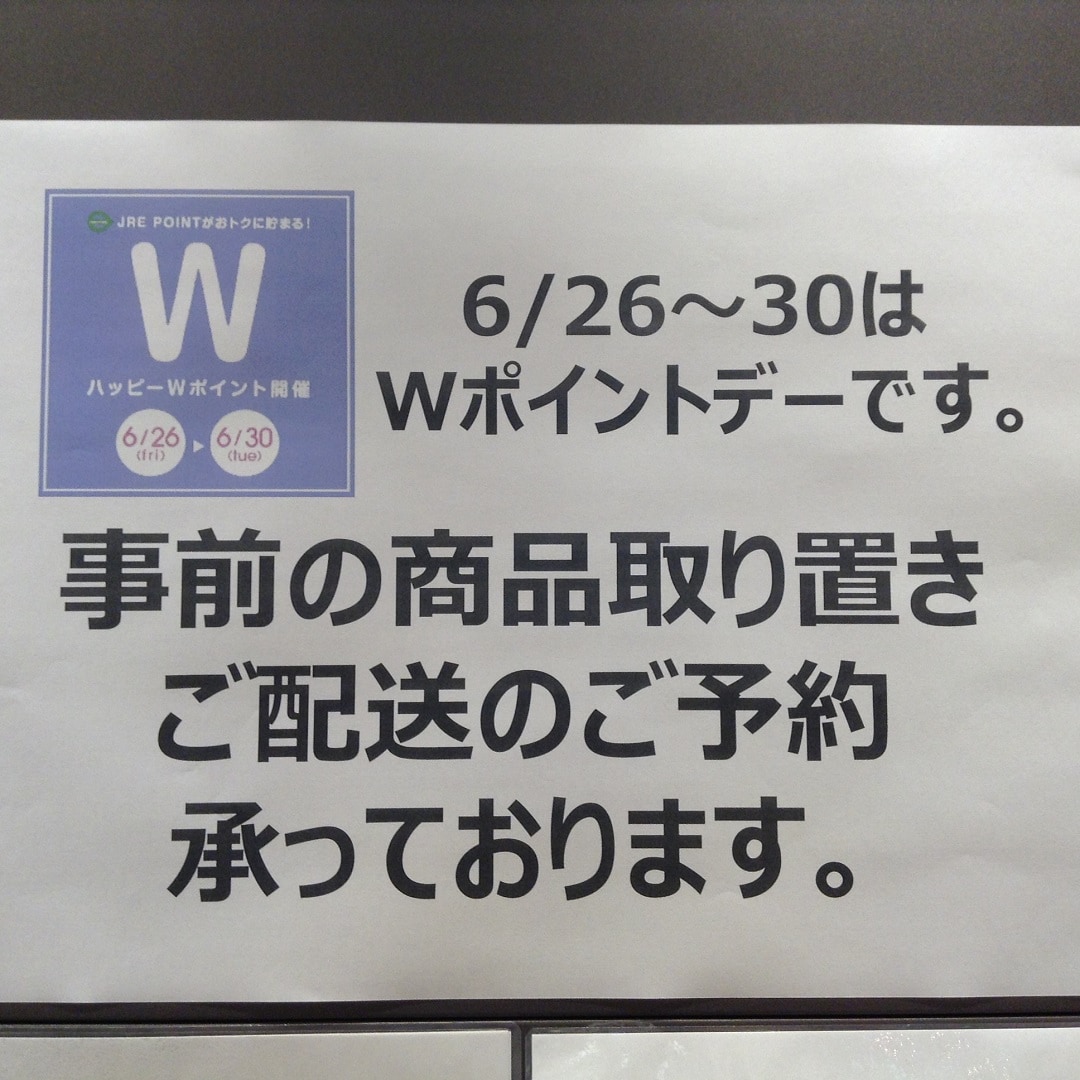 JRE POINTがおトクに貯まる!
W
ハッピーWポイント開催
6/26 ▶ 6/30
(fri) (tue)
6/26〜30は
Wポイントデーです。
事前の商品取り置き
ご配送のご予約
承っております。